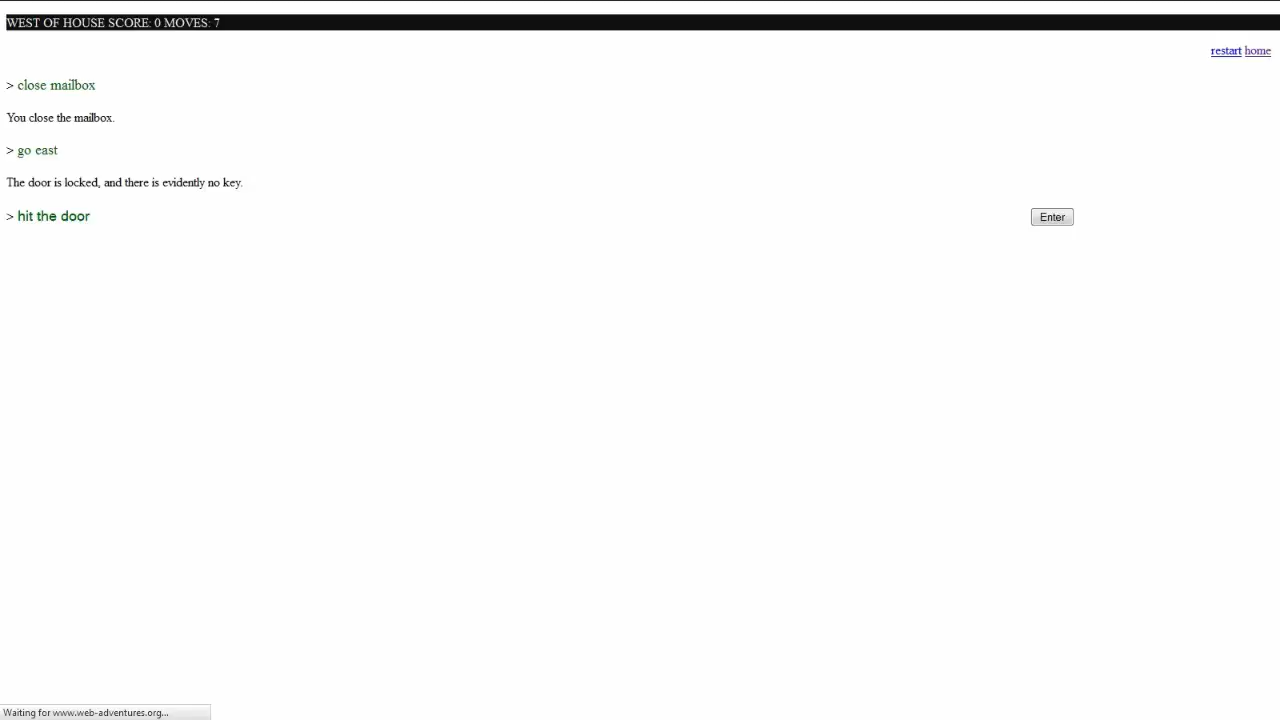 WEST OF HOUSE SCORE: 0 MOVES: 7
restart home
> close mailbox
You close the mailbox.
> go east
The door is locked, and there is evidently no key.
> hit the door Enter
Waiting for www.web-adventures.org...